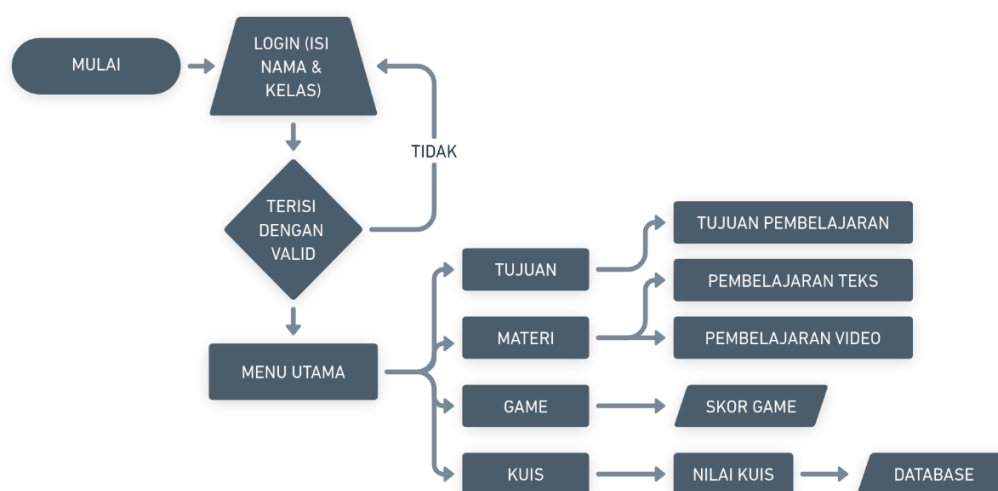 MULAI
LOGIN (ISI
NAMA &
KELAS)
TIDAK
TERISI
DENGAN
VALID
MENU UTAMA
TUJUAN
TUJUAN PEMBELAJARAN
MATERI
PEMBELAJARAN TEKS
PEMBELAJARAN VIDEO
GAME
SKOR GAME
KUIS
NILAI KUIS
DATABASE